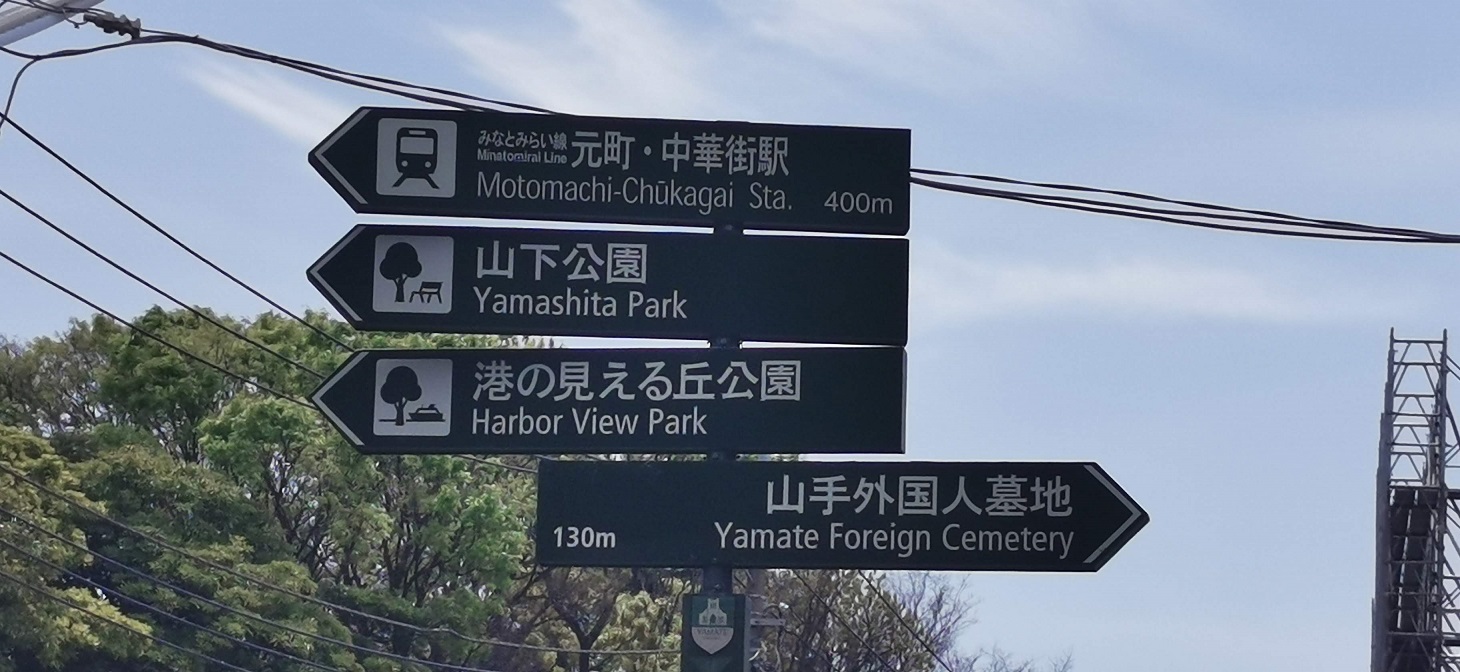 みなとみらい線 元町・中華街駅
Minatomirai Line
Motomachi-Chūkagai Sta. 400m
山下公園
Yamashita Park
港の見える丘公園
Harbor View Park
山手外国人墓地
130m Yamate Foreign Cemetery
YAMATE